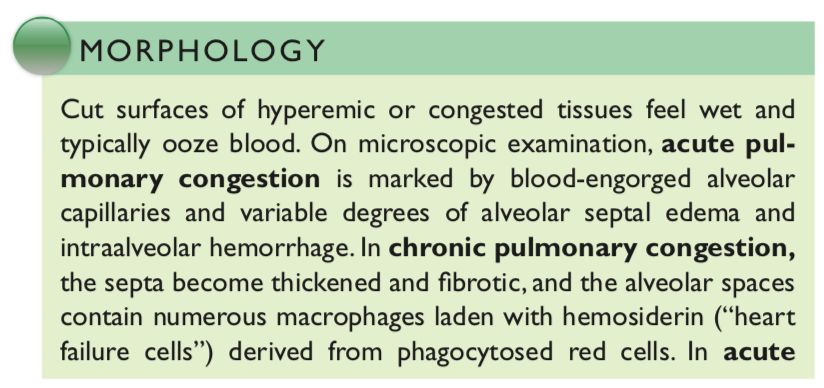 MORPHOLOGY
Cut surfaces of hyperemic or congested tissues feel wet and
typically ooze blood. On microscopic examination, acute pul-
monary congestion is marked by blood-engorged alveolar
capillaries and variable degrees of alveolar septal edema and
intraalveolar hemorrhage. In chronic pulmonary congestion,
the septa become thickened and fibrotic, and the alveolar spaces
contain numerous macrophages laden with hemosiderin (“heart
failure cells”) derived from phagocytosed red cells. In acute